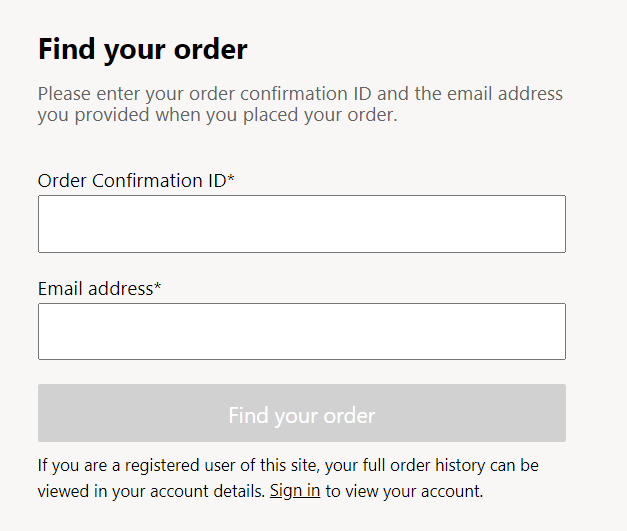 Find your order
Please enter your order confirmation ID and the email address
you provided when you placed your order.
Order Confirmation ID*
Email address*
Find your order
If you are a registered user of this site, your full order history can be
viewed in your account details. Sign in to view your account.